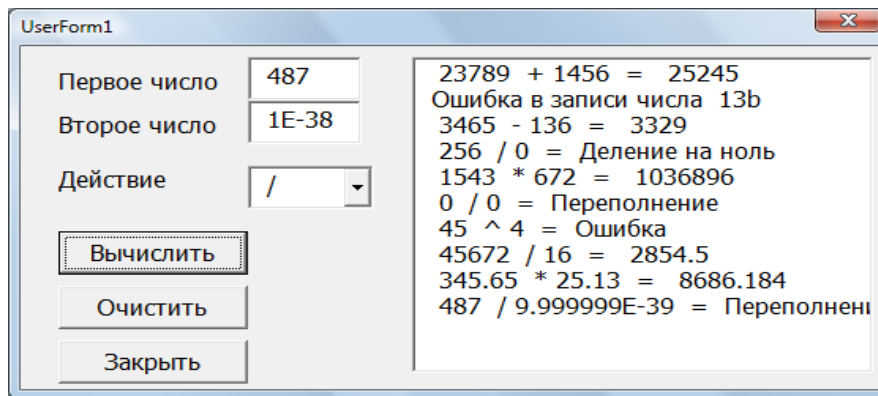 UserForm1
Первое число 487
Второе число 1E-38
Действие /
Вычислить
Очистить
Закрыть
23789 + 1456 = 25245
Ошибка в записи числа 13b
3465 - 136 = 3329
256 / 0 = Деление на ноль
1543 * 672 = 1036896
0 / 0 = Переполнение
45 ^ 4 = Ошибка
45672 / 16 = 2854.5
345.65 * 25.13 = 8686.184
487 / 9.999999E-39 = Переполнени